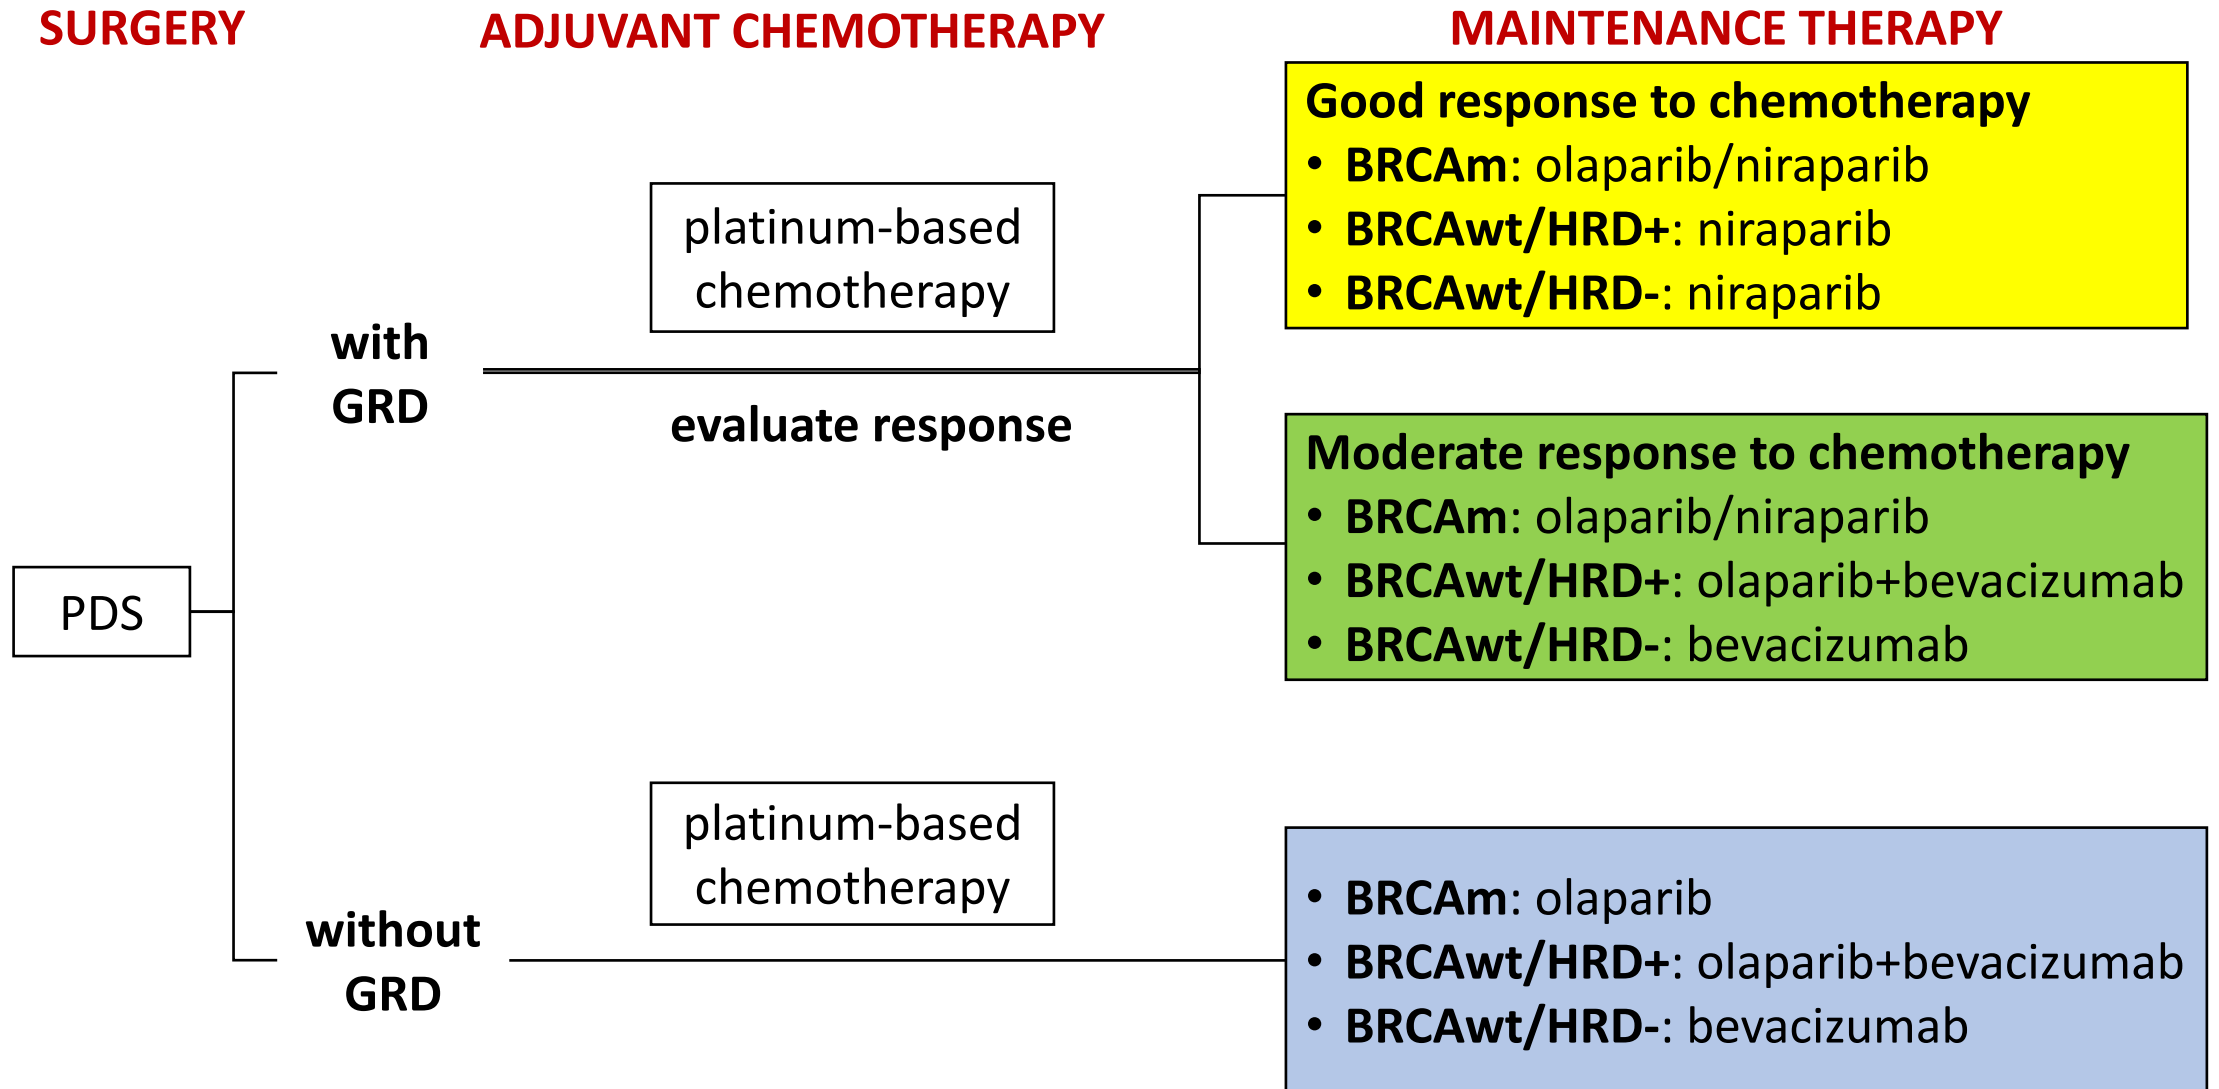 SURGERY
ADJUVANT CHEMOTHERAPY
MAINTENANCE THERAPY
PDS
with
GRD
platinum-based
chemotherapy
evaluate response
Good response to chemotherapy
• BRCAm: olaparib/niraparib
• BRCAwt/HRD+: niraparib
• BRCAwt/HRD-: niraparib
Moderate response to chemotherapy
• BRCAm: olaparib/niraparib
• BRCAwt/HRD+: olaparib+bevacizumab
• BRCAwt/HRD-: bevacizumab
without
GRD
platinum-based
chemotherapy
• BRCAm: olaparib
• BRCAwt/HRD+: olaparib+bevacizumab
• BRCAwt/HRD-: bevacizumab